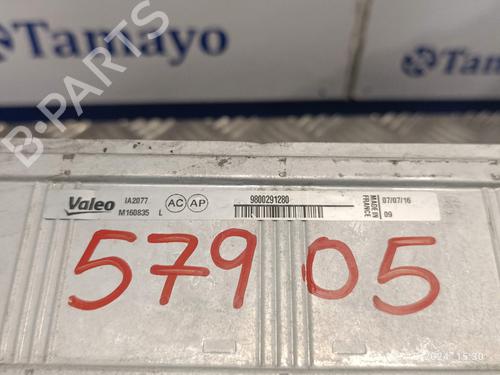 Tamayo
Tamayo
B-PARTS
Valeo
IA2077
M160835 L
AC AP
9800291280
MADE IN
FRANCE
07/07/16
09
579 05
2024 15:30